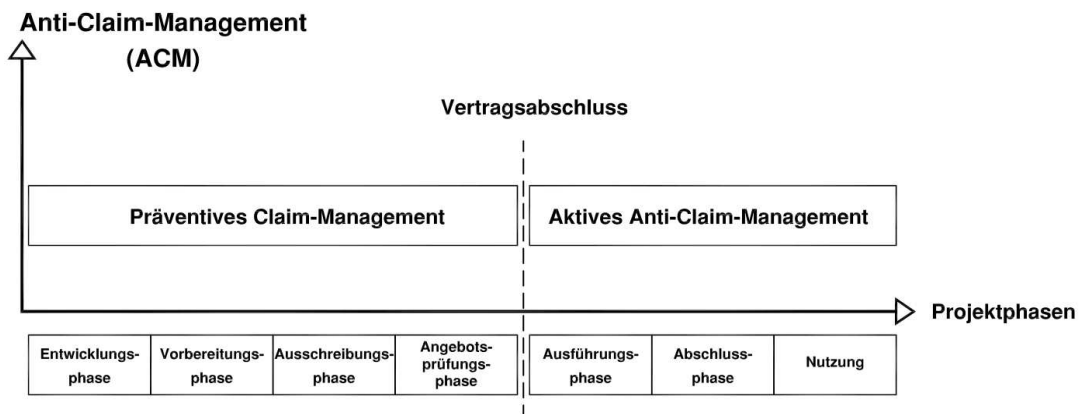 Anti-Claim-Management
(ACM)
Vertragsabschluss
Präventives Claim-Management
Aktives Anti-Claim-Management
Projektphasen
Entwicklungs-
phase
Vorbereitungs-
phase
Ausschreibungs-
phase
Angebots-
prüfungs-
phase
Ausführungs-
phase
Abschluss-
phase
Nutzung